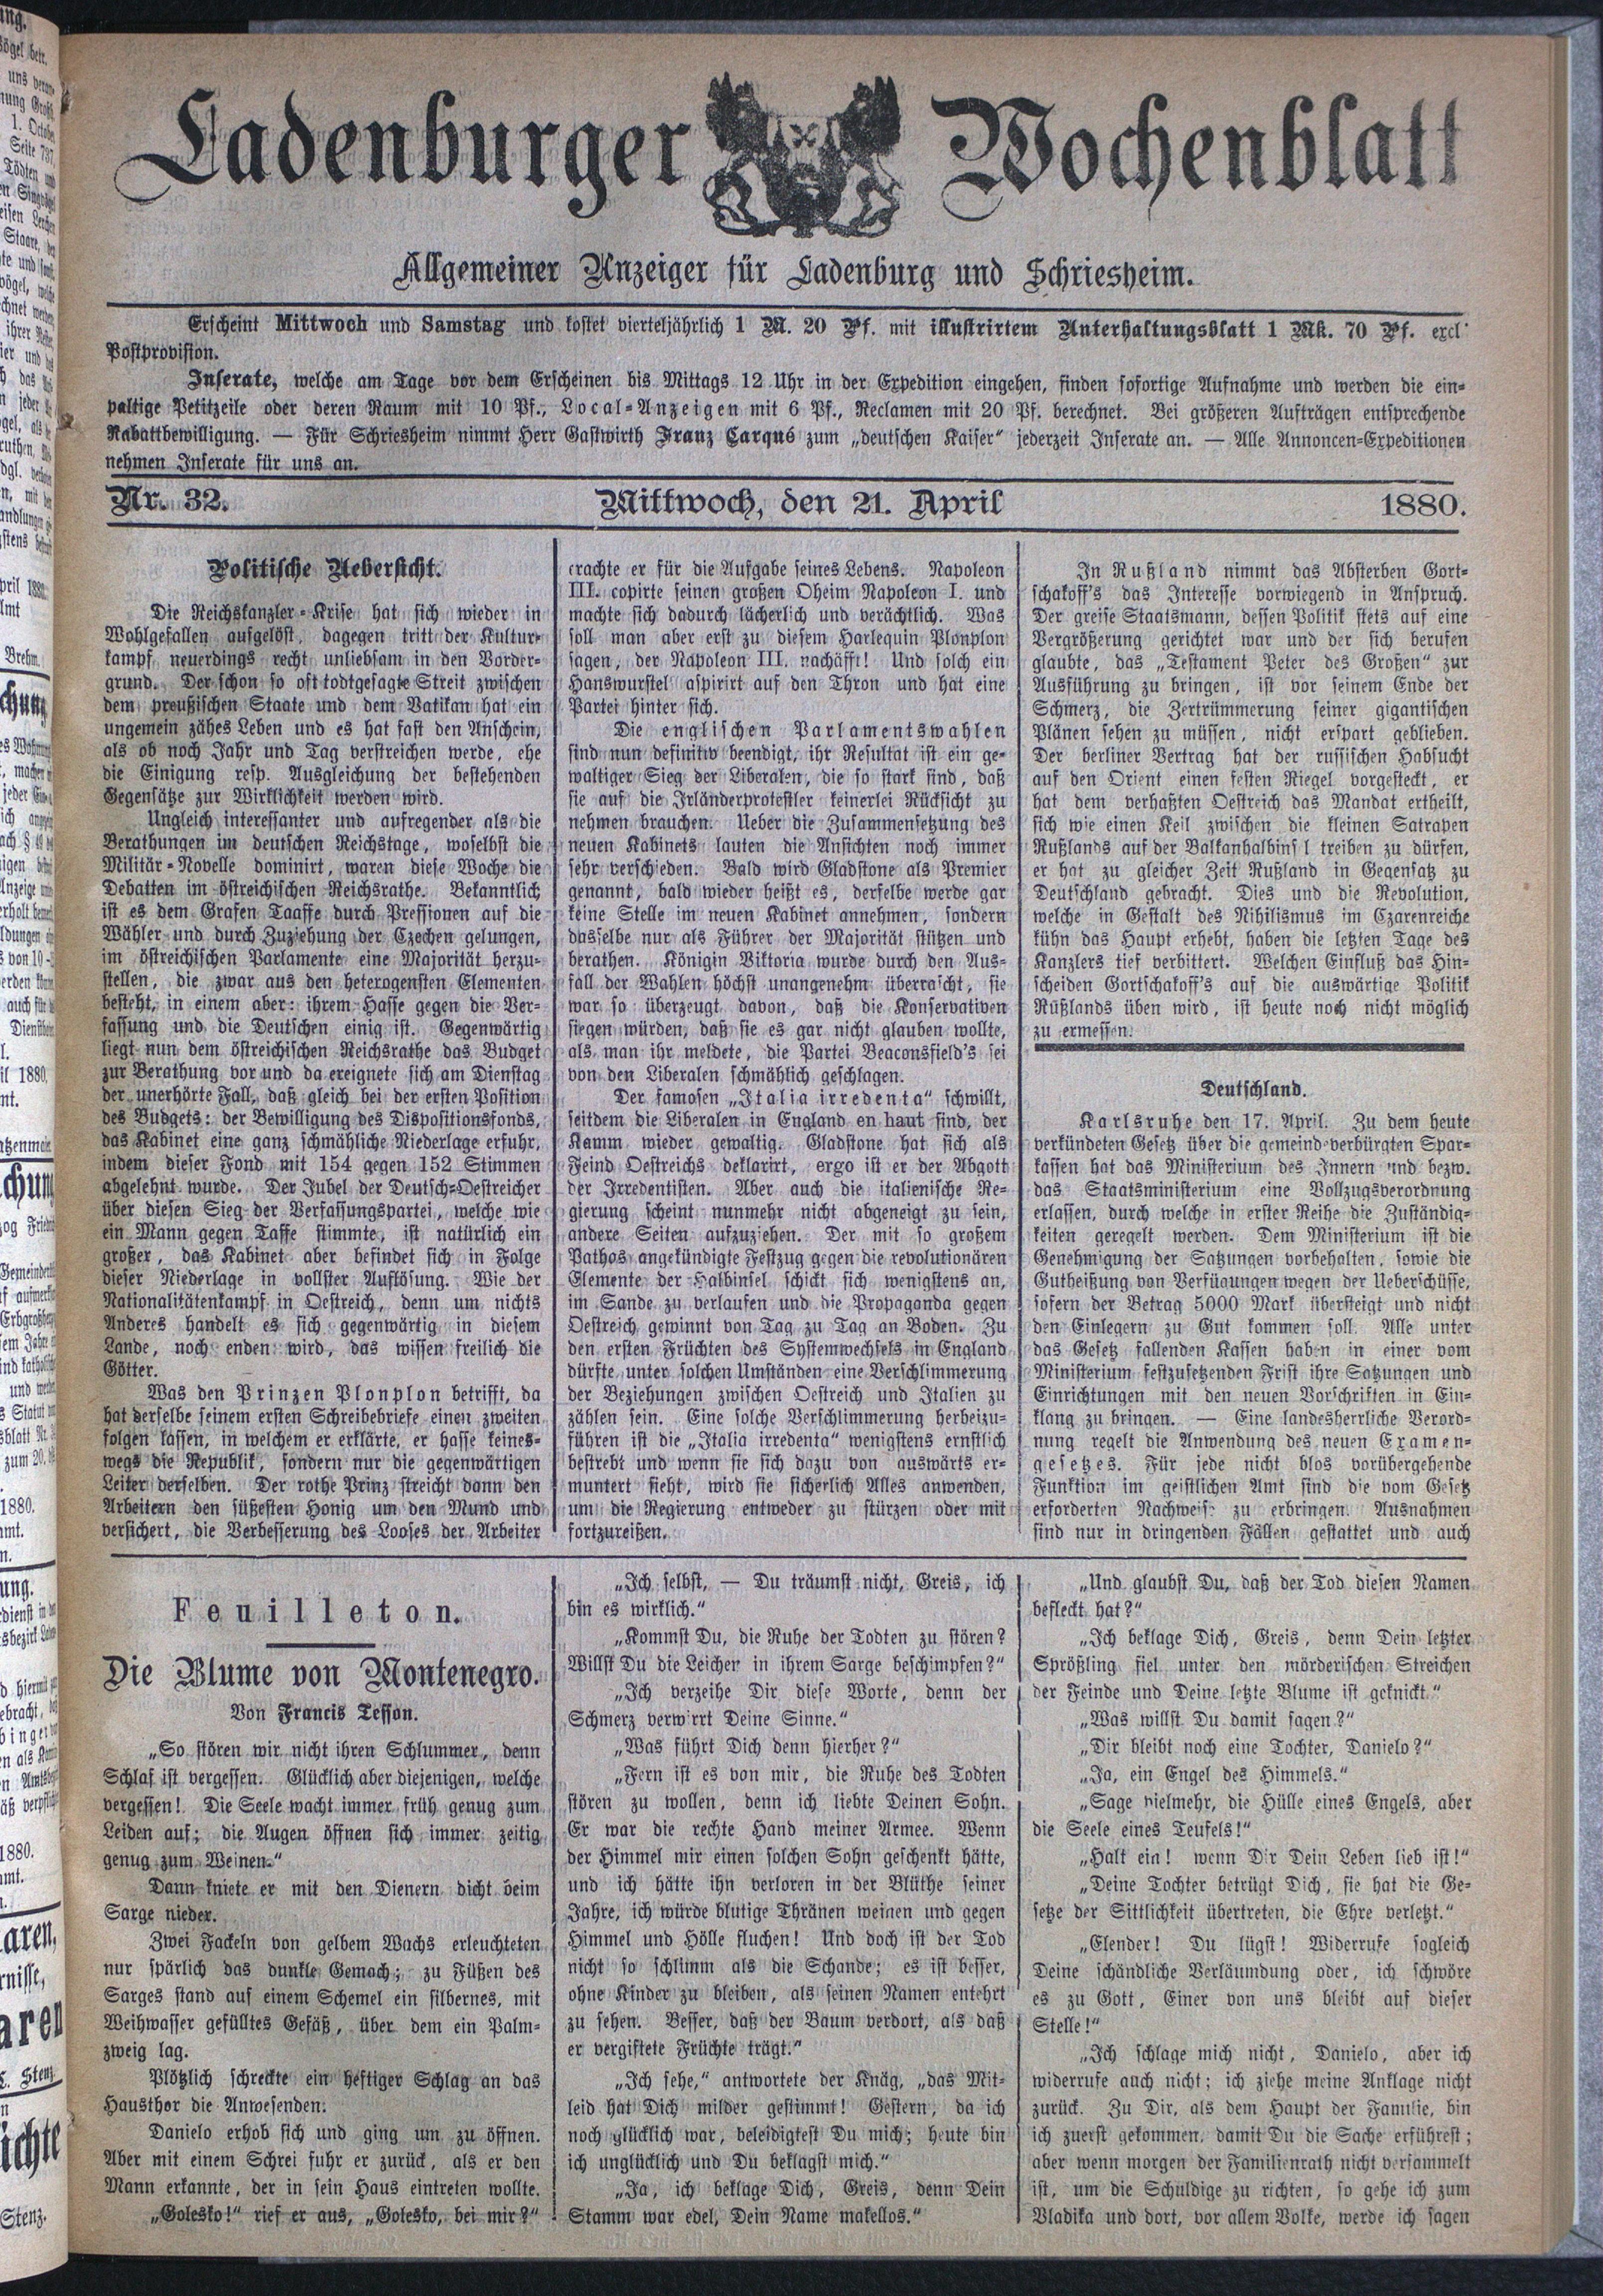 Ladenburger Wochenblatt
Allgemeiner Anzeiger für Ladenburg und Schriesheim.
Erscheint Mittwoch und Samstag und kostet vierteljährlich 1 M. 20 Pf. mit illustrirtem Unterhaltungsblatt 1 Mk. 70 Pf. excl.
Postprovision.
Inserate, welche am Tage vor dem Erscheinen bis Mittags 12 Uhr in der Expedition eingehen, finden sofortige Aufnahme und werden die ein-
paltige Petitzeile oder deren Raum mit 10 Pf., Local-Anzeigen mit 6 Pf., Reclamen mit 20 Pf. berechnet. Bei größeren Aufträgen entsprechende
Rabattbewilligung. — Für Schriesheim nimmt Herr Gastwirth Franz Carqué zum „deutschen Kaiser“ jederzeit Inserate an. — Alle Annoncen-Expeditionen
nehmen Inserate für uns an.
Nr. 32. Mittwoch, den 21. April 1880.
Politische Uebersicht.
Die Reichskanzler-Krise hat sich wieder in
Wohlgefallen aufgelöst, dagegen tritt der Kultur-
kampf neuerdings recht unliebsam in den Vorder-
grund. Der schon so oft todtgesagte Streit zwischen
dem preußischen Staate und dem Vatikan hat ein
ungemein zähes Leben und es hat fast den Anschein,
als ob noch Jahr und Tag verstreichen werde, ehe
die Einigung resp. Ausgleichung der bestehenden
Gegensätze zur Wirklichkeit werden wird.
Ungleich interessanter und aufregender als die
Berathungen im deutschen Reichstage, woselbst die
Militär-Novelle dominirt, waren diese Woche die
Debatten im östreichischen Reichsrathe. Bekanntlich
ist es dem Grafen Taaffe durch Pressionen auf die
Wähler und durch Zuziehung der Czechen gelungen,
im östreichischen Parlamente eine Majorität herzu-
stellen, die zwar aus den heterogensten Elementen
besteht, in einem aber: ihrem Hasse gegen die Ver-
fassung und die Deutschen einig ist. Gegenwärtig
liegt nun dem östreichischen Reichsrathe das Budget
zur Berathung vor und da ereignete sich am Dienstag
der unerhörte Fall, daß gleich bei der ersten Position
des Budgets: der Bewilligung des Dispositionsfonds,
das Kabinet eine ganz schmähliche Niederlage erfuhr,
indem dieser Fond mit 154 gegen 152 Stimmen
abgelehnt wurde. Der Jubel der Deutsch-Oestreicher
über diesen Sieg der Verfassungspartei, welche wie
ein Mann gegen Taffe stimmte, ist natürlich ein
großer, das Kabinet aber befindet sich in Folge
dieser Niederlage in vollster Auflösung. Wie der
Nationalitätenkampf in Oestreich, denn um nichts
Anderes handelt es sich gegenwärtig in diesem
Lande, noch enden wird, das wissen freilich die
Götter.
Was den Prinzen Plonplon betrifft, da
hat derselbe seinem ersten Schreibebriefe einen zweiten
folgen lassen, in welchem er erklärte, er hasse keines-
wegs die Republik, sondern nur die gegenwärtigen
Leiter derselben. Der rothe Prinz streicht dann den
Arbeitern den süßesten Honig um den Mund und
versichert, die Verbesserung des Looses der Arbeiter
erachte er für die Aufgabe seines Lebens. Napoleon
III. copirte seinen großen Oheim Napoleon I. und
machte sich dadurch lächerlich und verächtlich. Was
soll man aber erst zu diesem Harlequin Plonplon
sagen, der Napoleon III. nachäfft! Und solch ein
Hanswurstel aspirirt auf den Thron und hat eine
Partei hinter sich.
Die englischen Parlamentswahlen
sind nun definitiv beendigt, ihr Resultat ist ein ge-
waltiger Sieg der Liberalen, die so stark sind, daß
sie auf die Irländerprotestler keinerlei Rücksicht zu
nehmen brauchen. Ueber die Zusammensetzung des
neuen Kabinets lauten die Ansichten noch immer
sehr verschieden. Bald wird Gladstone als Premier
genannt, bald wieder heißt es, derselbe werde gar
keine Stelle im neuen Kabinet annehmen, sondern
dasselbe nur als Führer der Majorität stützen und
berathen. Königin Viktoria wurde durch den Aus-
fall der Wahlen höchst unangenehm überrascht, sie
war so überzeugt davon, daß die Konservativen
siegen würden, daß sie es gar nicht glauben wollte,
als man ihr meldete, die Partei Beaconsfield's sei
von den Liberalen schmählich geschlagen.
Der famosen „Italia irredenta“ schwillt,
seitdem die Liberalen in England en haut sind, der
Kamm wieder gewaltig. Gladstone hat sich als
Feind Oestreichs deklarirt, ergo ist er der Abgott
der Irredentisten. Aber auch die italienische Re-
gierung scheint nunmehr nicht abgeneigt zu sein,
andere Seiten aufzuziehen. Der mit so großem
Pathos angekündigte Festzug gegen die revolutionären
Elemente der Halbinsel schickt sich wenigstens an,
im Sande zu verlaufen und die Propaganda gegen
Oestreich gewinnt von Tag zu Tag an Boden. Zu
den ersten Früchten des Systemwechsels in England
dürfte unter solchen Umständen eine Verschlimmerung
der Beziehungen zwischen Oestreich und Italien zu
zählen sein. Eine solche Verschlimmerung herbeizu-
führen ist die „Italia irredenta“ wenigstens ernstlich
bestrebt und wenn sie sich dazu von auswärts er-
muntert sieht, wird sie sicherlich Alles anwenden,
um die Regierung entweder zu stürzen oder mit
fortzureißen.
In Rußland nimmt das Absterben Gort-
schakoff's das Interesse vorwiegend in Anspruch.
Der greise Staatsmann, dessen Politik stets auf eine
Vergrößerung gerichtet war und der sich berufen
glaubte, das „Testament Peter des Großen“ zur
Ausführung zu bringen, ist vor seinem Ende der
Schmerz, die Zertrümmerung seiner gigantischen
Plänen sehen zu müssen, nicht erspart geblieben.
Der berliner Vertrag hat der russischen Habsucht
auf den Orient einen festen Riegel vorgesteckt, er
hat dem verhaßten Oestreich das Mandat ertheilt,
sich wie einen Keil zwischen die kleinen Satrapen
Rußlands auf der Balkanhalbins l treiben zu dürfen,
er hat zu gleicher Zeit Rußland in Gegensatz zu
Deutschland gebracht. Dies und die Revolution,
welche in Gestalt des Nihilismus im Czarenreiche
kühn das Haupt erhebt, haben die letzten Tage des
Kanzlers tief verbittert. Welchen Einfluß das Hin-
scheiden Gortschakoff's auf die auswärtige Politik
Rußlands üben wird, ist heute noch nicht möglich
zu ermessen.
Deutschland.
Karlsruhe den 17. April. Zu dem heute
verkündeten Gesetz über die gemeindeverbürgten Spar-
kassen hat das Ministerium des Innern und bezw.
das Staatsministerium eine Vollzugsverordnung
erlassen, durch welche in erster Reihe die Zuständig-
keiten geregelt werden. Dem Ministerium ist die
Genehmigung der Satzungen vorbehalten, sowie die
Gutheißung von Verfügungen wegen der Ueberschüsse,
sofern der Betrag 5000 Mark übersteigt und nicht
den Einlegern zu Gut kommen soll. Alle unter
das Gesetz fallenden Kassen haben in einer vom
Ministerium festzusetzenden Frist ihre Satzungen und
Einrichtungen mit den neuen Vorschriften in Ein-
klang zu bringen. — Eine landesherrliche Verord-
nung regelt die Anwendung des neuen Examen-
gesetzes. Für jede nicht blos vorübergehende
Funktion im geistlichen Amt sind die vom Gesetz
erforderten Nachweise zu erbringen. Ausnahmen
sind nur in dringenden Fällen gestattet und auch
Feuilleton.
Die Blume von Montenegro.
Von Francis Tesson.
„So stören wir nicht ihren Schlummer, denn
Schlaf ist vergessen. Glücklich aber diejenigen, welche
vergessen! Die Seele wacht immer früh genug zum
Leiden auf; die Augen öffnen sich immer zeitig
genug zum Weinen.“
Dann kniete er mit den Dienern dicht beim
Sarge nieder.
Zwei Fackeln von gelbem Wachs erleuchteten
nur spärlich das dunkle Gemach; zu Füßen des
Sarges stand auf einem Schemel ein silbernes, mit
Weihwasser gefülltes Gefäß, über dem ein Palm-
zweig lag.
Plötzlich schreckte ein heftiger Schlag an das
Hausthor die Anwesenden.
Danielo erhob sich und ging um zu öffnen.
Aber mit einem Schrei fuhr er zurück, als er den
Mann erkannte, der in sein Haus eintreten wollte.
„Golesko!“ rief er aus, „Golesko, bei mir?“
„Ich selbst, — Du träumst nicht, Greis, ich
bin es wirklich.“
„Kommst Du, die Ruhe der Todten zu stören?
Willst Du die Leichen in ihrem Sarge beschimpfen?“
„Ich verzeihe Dir diese Worte, denn der
Schmerz verwirrt Deine Sinne.“
„Was führt Dich denn hierher?“
„Fern ist es von mir, die Ruhe des Todten
stören zu wollen, denn ich liebte Deinen Sohn.
Er war die rechte Hand meiner Armee. Wenn
der Himmel mir einen solchen Sohn geschenkt hätte,
und ich hätte ihn verloren in der Blüthe seiner
Jahre, ich würde blutige Thränen weinen und gegen
Himmel und Hölle fluchen! Und doch ist der Tod
nicht so schlimm als die Schande; es ist besser,
ohne Kinder zu bleiben, als seinen Namen entehrt
zu sehen. Besser, daß der Baum verdort, als daß
er vergiftete Früchte trägt.“
„Ich sehe,“ antwortete der Knäg, „das Mit-
leid hat Dich milder gestimmt! Gestern, da ich
noch glücklich war, beleidigtest Du mich; heute bin
ich unglücklich und Du beklagst mich.“
„Ja, ich beklage Dich, Greis, denn Dein
Stamm war edel, Dein Name makellos.“
„Und glaubst Du, daß der Tod diesen Namen
befleckt hat?“
„Ich beklage Dich, Greis, denn Dein letzter
Sprößling fiel unter den mörderischen Streichen
der Feinde und Deine letzte Blume ist geknickt.“
„Was willst Du damit sagen?“
„Dir bleibt noch eine Tochter, Danielo?“
„Ja, ein Engel des Himmels.“
„Sage vielmehr, die Hülle eines Engels, aber
die Seele eines Teufels!“
„Halt ein! wenn Dir Dein Leben lieb ist!“
„Deine Tochter betrügt Dich, sie hat die Ge-
setze der Sittlichkeit übertreten, die Ehre verletzt.“
„Elender! Du lügst! Widerrufe sogleich
Deine schändliche Verläumdung oder, ich schwöre
es zu Gott, Einer von uns bleibt auf dieser
Stelle!“
„Ich schlage mich nicht, Danielo, aber ich
widerrufe auch nicht; ich ziehe meine Anklage nicht
zurück. Zu Dir, als dem Haupt der Familie, bin
ich zuerst gekommen, damit Du die Sache erführest;
aber wenn morgen der Familienrath nicht versammelt
ist, um die Schuldige zu richten, so gehe ich zum
Vladika und dort, vor allem Volke, werde ich sagen